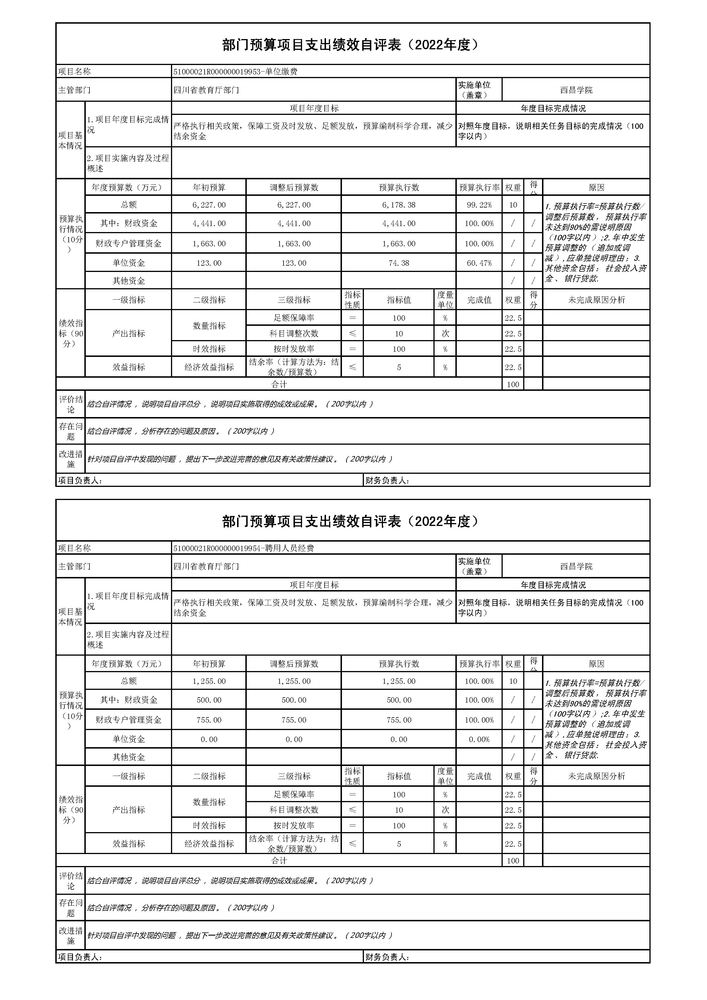 部门预算项目支出绩效自评表（2022年度）
项目名称 51000021R000000019953-单位缴费
主管部门 四川省教育厅部门 实施单位（盖章） 西昌学院
项目基本情况 1.项目年度目标完成情况 项目年度目标 年度目标完成情况
严格执行相关政策，保障工资及时发放、足额发放，预算编制科学合理，减少结余资金 对照年度目标，说明相关任务目标的完成情况（100字以内）
2.项目实施内容及过程概述
预算执行情况（10分） 年度预算数（万元） 年初预算 调整后预算数 预算执行数 预算执行率 权重 得分 原因
总额 6,227.00 6,227.00 6,178.38 99.22% 10
其中：财政资金 4,441.00 4,441.00 4,441.00 100.00% / /
财政专户管理资金 1,663.00 1,663.00 1,663.00 100.00% / /
单位资金 123.00 123.00 74.38 60.47% / /
其他资金 / /
1.预算执行率=预算执行数/
调整后预算数，预算执行率
未达到90%的需说明原因
（100字以内）;2.年中发生
预算调整的（追加或调
减）,应单独说明理由；3.
其他资金包括：社会投入资
金、银行贷款.
绩效指标（90分） 一级指标 二级指标 三级指标 指标性质 指标值 度量单位 完成值 权重 得分 未完成原因分析
产出指标 数量指标 足额保障率 ＝ 100 % 22.5
科目调整次数 ≤ 10 次 22.5
时效指标 按时发放率 ＝ 100 % 22.5
效益指标 经济效益指标 结余率（计算方法为：结余数/预算数） ≤ 5 % 22.5
合计 100
评价结论 结合自评情况，说明项目自评总分，说明项目实施取得的成效或成果。（200字以内）
存在问题 结合自评情况，分析存在的问题及原因。（200字以内）
改进措施 针对项目自评中发现的问题，提出下一步改进完善的意见及有关政策性建议。（200字以内）
项目负责人： 财务负责人：
部门预算项目支出绩效自评表（2022年度）
项目名称 51000021R000000019954-聘用人员经费
主管部门 四川省教育厅部门 实施单位（盖章） 西昌学院
项目基本情况 1.项目年度目标完成情况 项目年度目标 年度目标完成情况
严格执行相关政策，保障工资及时发放、足额发放，预算编制科学合理，减少结余资金 对照年度目标，说明相关任务目标的完成情况（100字以内）
2.项目实施内容及过程概述
预算执行情况（10分） 年度预算数（万元） 年初预算 调整后预算数 预算执行数 预算执行率 权重 得分 原因
总额 1,255.00 1,255.00 1,255.00 100.00% 10
其中：财政资金 500.00 500.00 500.00 100.00% / /
财政专户管理资金 755.00 755.00 755.00 100.00% / /
单位资金 0.00 0.00 0.00 0.00% / /
其他资金 / /
1.预算执行率=预算执行数/
调整后预算数，预算执行率
未达到90%的需说明原因
（100字以内）;2.年中发生
预算调整的（追加或调
减）,应单独说明理由；3.
其他资金包括：社会投入资
金、银行贷款.
绩效指标（90分） 一级指标 二级指标 三级指标 指标性质 指标值 度量单位 完成值 权重 得分 未完成原因分析
产出指标 数量指标 足额保障率 ＝ 100 % 22.5
科目调整次数 ≤ 10 次 22.5
时效指标 按时发放率 ＝ 100 % 22.5
效益指标 经济效益指标 结余率（计算方法为：结余数/预算数） ≤ 5 % 22.5
合计 100
评价结论 结合自评情况，说明项目自评总分，说明项目实施取得的成效或成果。（200字以内）
存在问题 结合自评情况，分析存在的问题及原因。（200字以内）
改进措施 针对项目自评中发现的问题，提出下一步改进完善的意见及有关政策性建议。（200字以内）
项目负责人： 财务负责人：